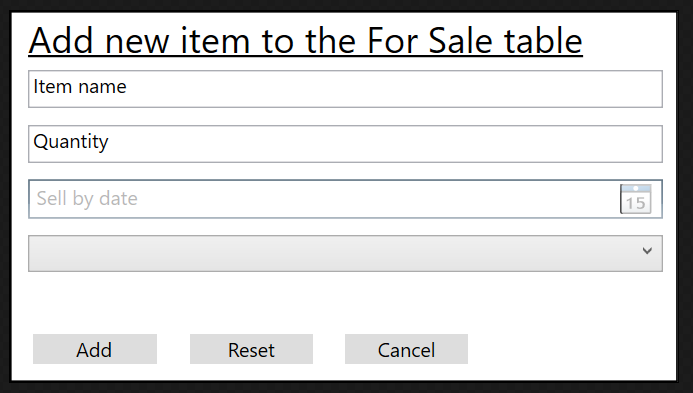 Add new item to the For Sale table
Item name
Quantity
Sell by date
15
Add
Reset
Cancel